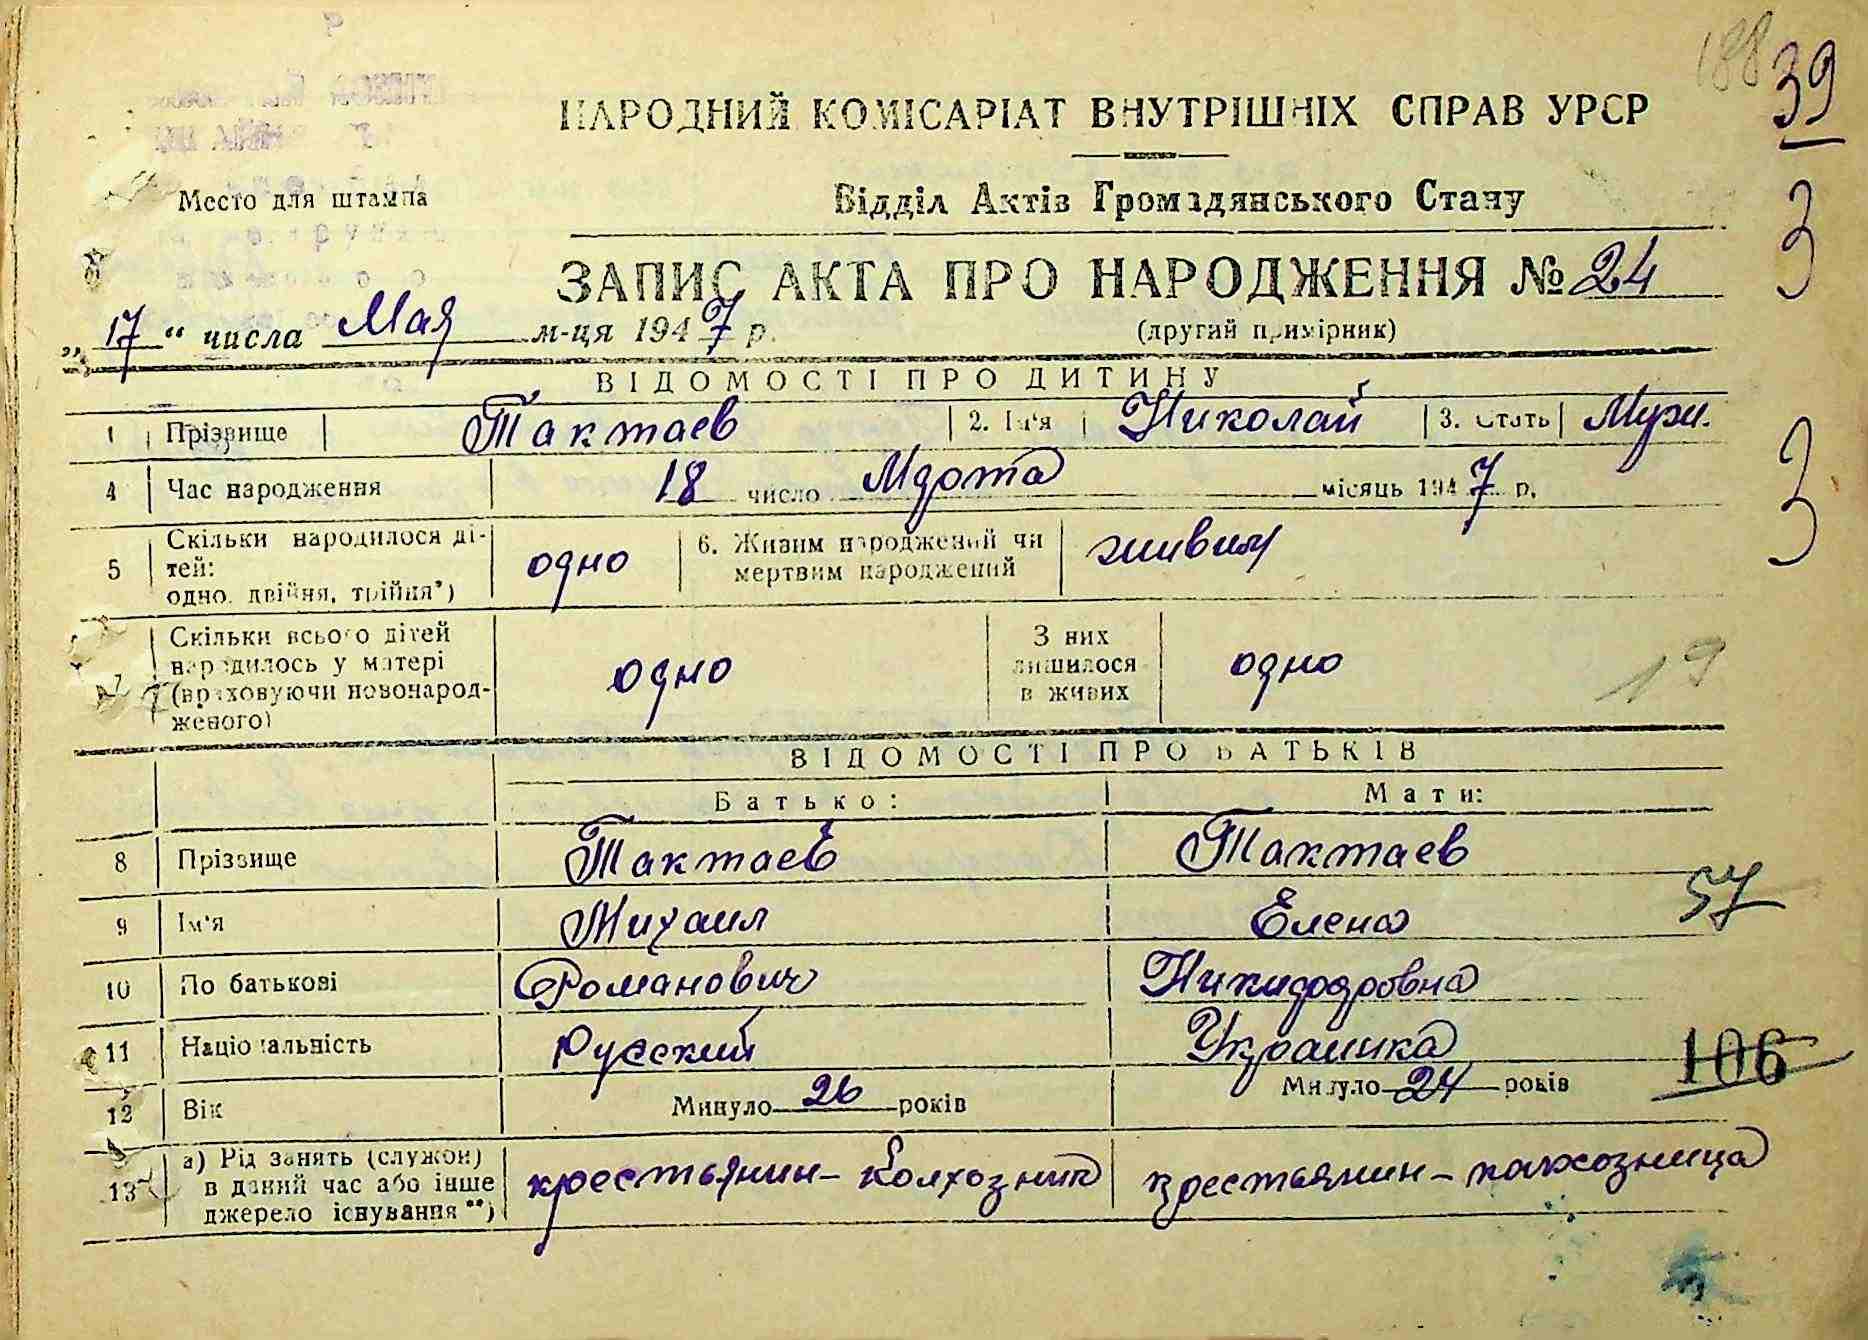 188 39
НАРОДНИЙ КОМІСАРІАТ ВНУТРІШНІХ СПРАВ УРСР
3
Место для штампа
Відділ Актів Громадянського Стану
ЗАПИС АКТА ПРО НАРОДЖЕННЯ № 24
(другий примірник)
„ 17 “ числа Мая м-ця 1947 р.
ВІДОМОСТІ ПРО ДИТИНУ
1 Прізвище Тактаев 2. Ім'я Николай 3. Стать Муж.
3
4 Час народження 18 число Марта місяць 1947 р.
5 Скільки народилося ді-
тей:
одно, двійня, трійня*)
одно
6. Живим народжений чи
мертвим народжений
живым
7 Скільки всього дітей
народилось у матері
(враховуючи новонарод-
женого)
одно
З них
лишилося
в живих
одно
19
ВІДОМОСТІ ПРО БАТЬКІВ
Батько: Мати:
8 Прізвище Тактаев Тактаев
57
9 Ім'я Михаил Елена
10 По батькові Романович Никифоровна
11 Національність Русский Украинка
106
12 Вік Минуло 26 років Минуло 24 років
13 а) Рід занять (служби)
в даний час або інше
джерело існування **)
крестьянин-колхозник крестьянин-колхозница